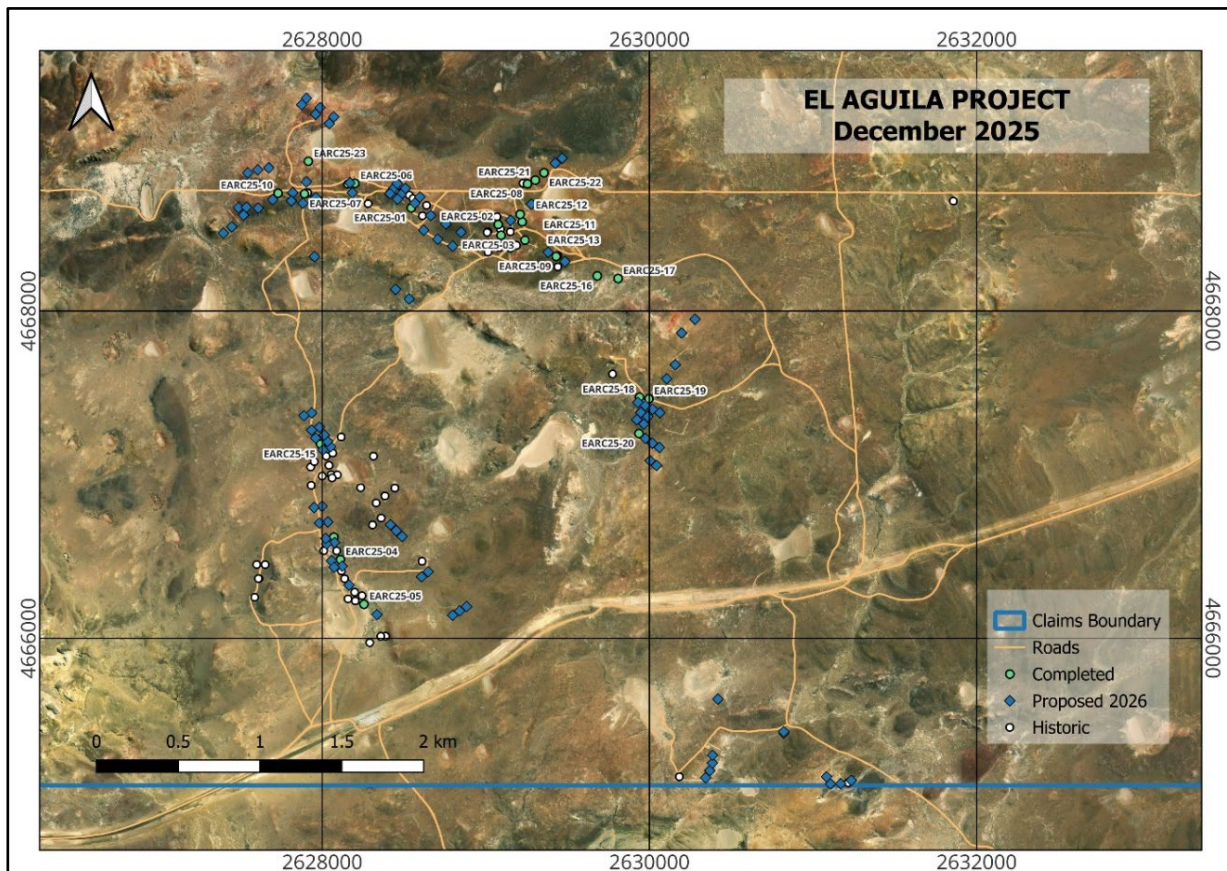 2628000
2630000
2632000
EL AGUILA PROJECT
December 2025
EARC25-23
EARC25-21
EARC25-06
EARC25-10
EARC25-22
EARC25-08
EARC25-07
EARC25-12
EARC25-01
EARC25-02
EARC25-11
EARC25-13
EARC25-03
EARC25-09
EARC25-17
EARC25-16
4668000
4668000
EARC25-18
EARC25-19
EARC25-20
EARC25-15
EARC25-04
EARC25-05
4666000
4666000
Claims Boundary
Roads
Completed
Proposed 2026
Historic
0 0.5 1 1.5 2 km
2628000
2630000
2632000